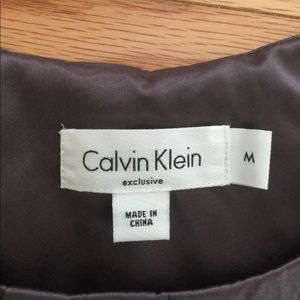 Calvin Klein
exclusive
M
MADE IN
CHINA